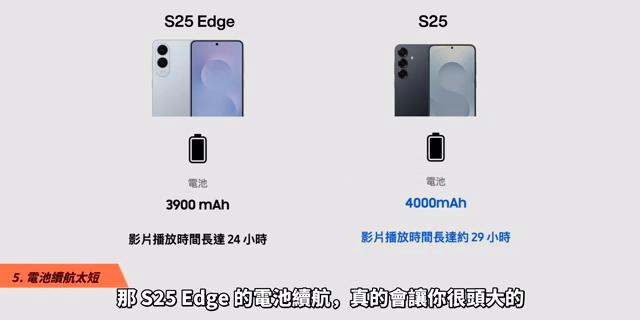 S25 Edge
S25
電池
3900 mAh
影片播放時間長達 24 小時
電池
4000mAh
影片播放時間長達約 29 小時
5. 電池續航太短
那 S25 Edge 的電池續航，真的會讓你很頭大的